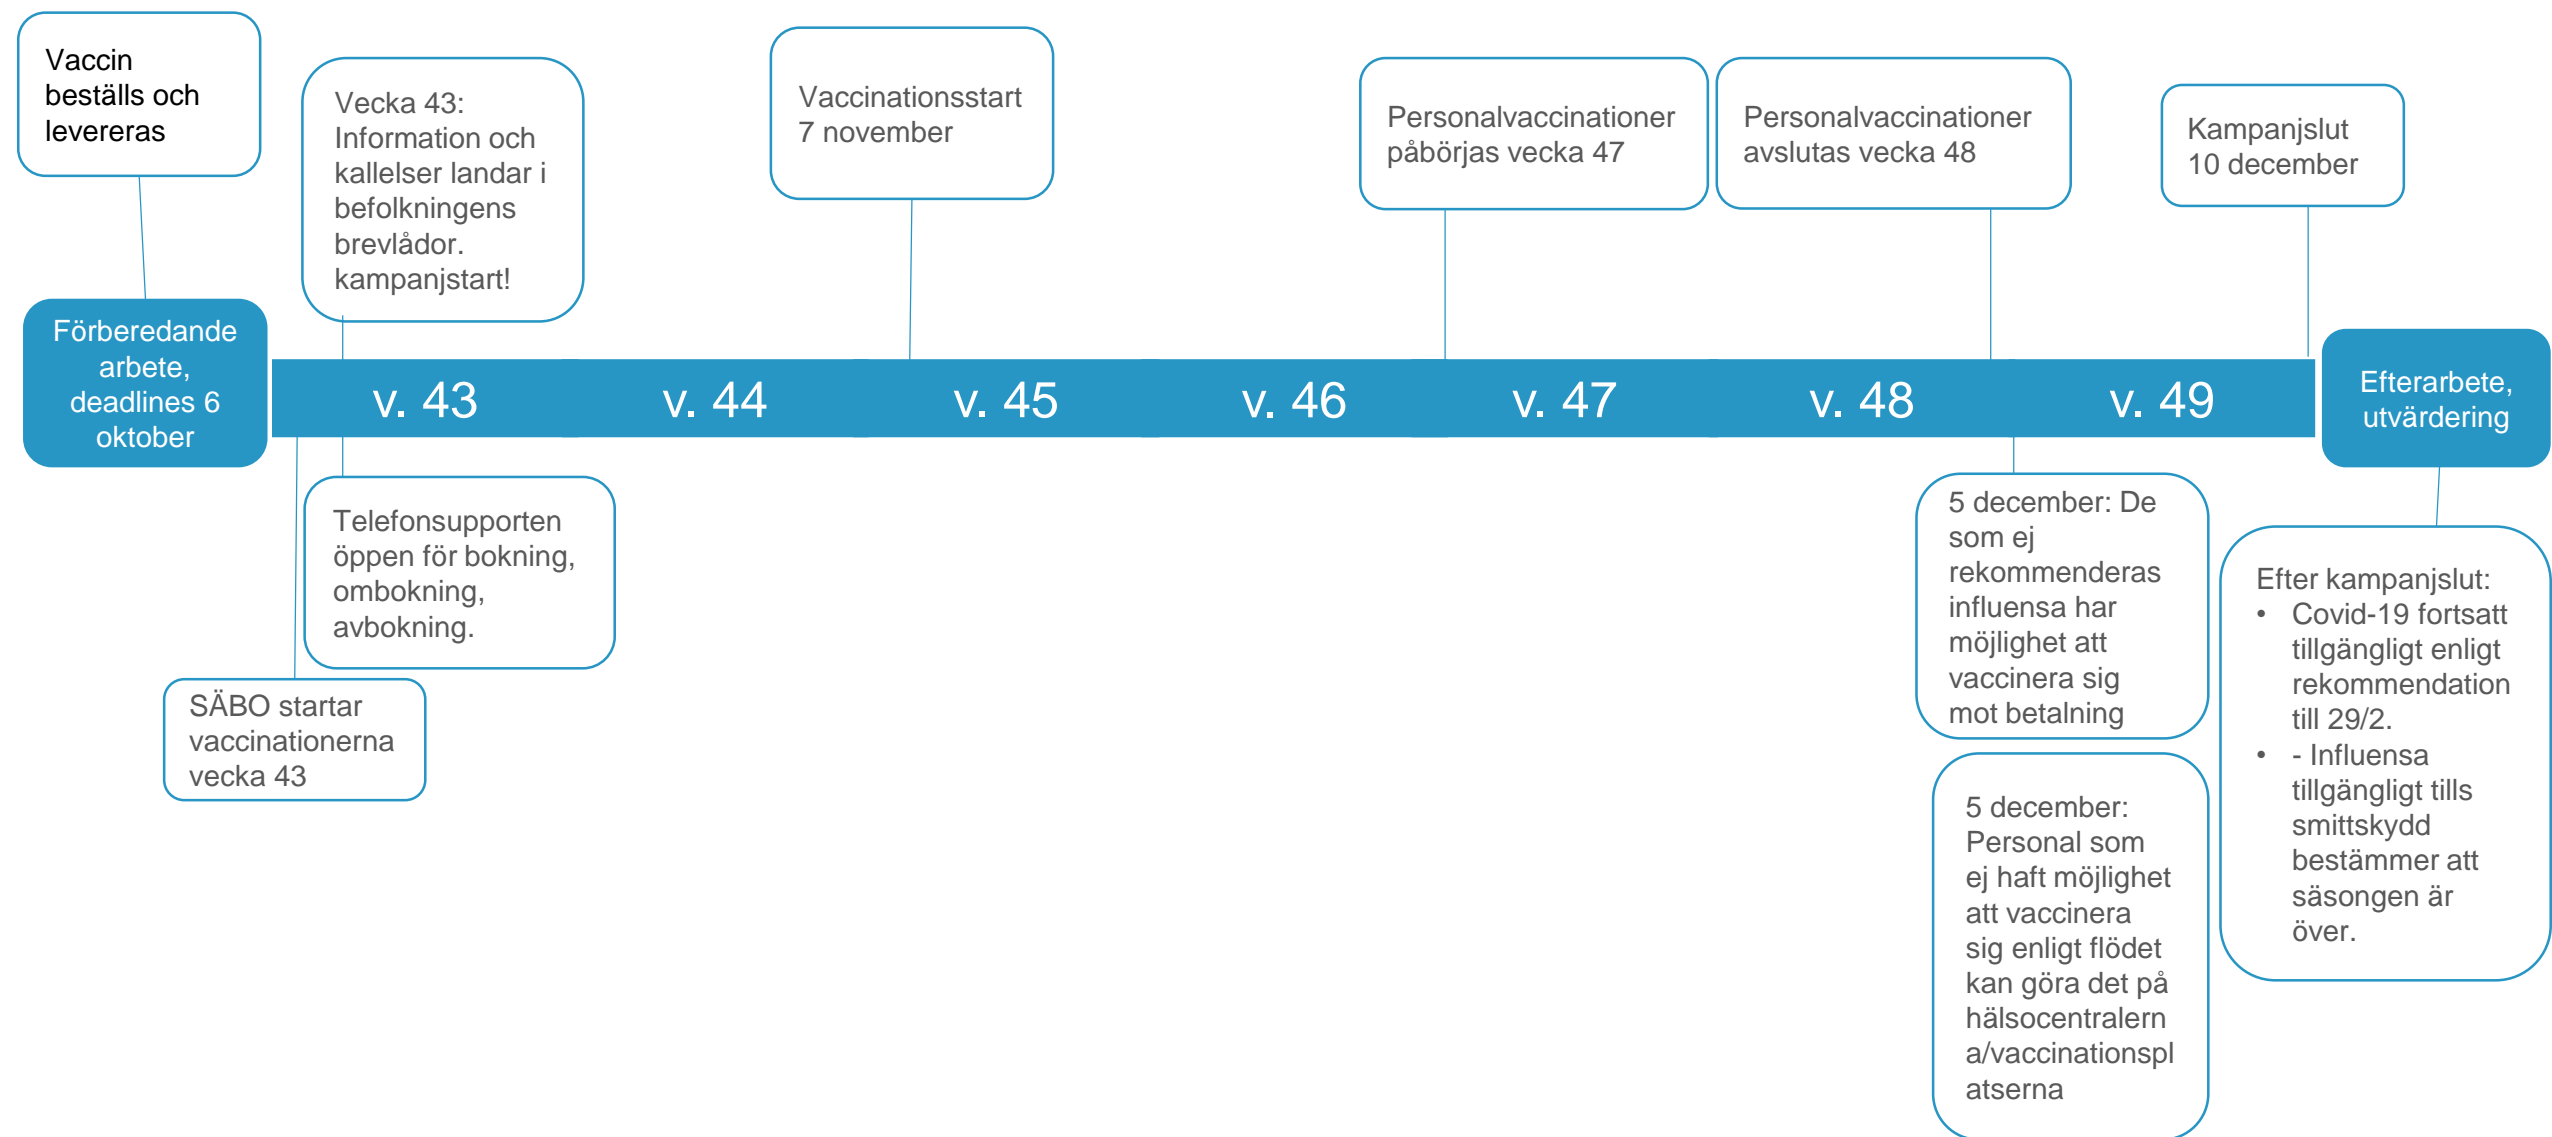 Vaccin
beställs och
levereras
Vecka 43:
Information och
kallelser landar i
befolkningens
brevlådor.
kampanjstart!
Vaccinationsstart
7 november
Personalvaccinationer
påbörjas vecka 47
Personalvaccinationer
avslutas vecka 48
Kampanjslut
10 december
Förberedande
arbete,
deadlines 6
oktober
v. 43
v. 44
v. 45
v. 46
v. 47
v. 48
v. 49
Efterarbete,
utvärdering
Telefonsupporten
öppen för bokning,
ombokning,
avbokning.
SÄBO startar
vaccinationerna
vecka 43
5 december: De
som ej
rekommenderas
influensa har
möjlighet att
vaccinera sig
mot betalning
5 december:
Personal som
ej haft möjlighet
att vaccinera
sig enligt flödet
kan göra det på
hälsocentralern
a/vaccinationspl
atserna
Efter kampanjslut:
• Covid-19 fortsatt
tillgängligt enligt
rekommendation
till 29/2.
• - Influensa
tillgängligt tills
smittskydd
bestämmer att
säsongen är
över.